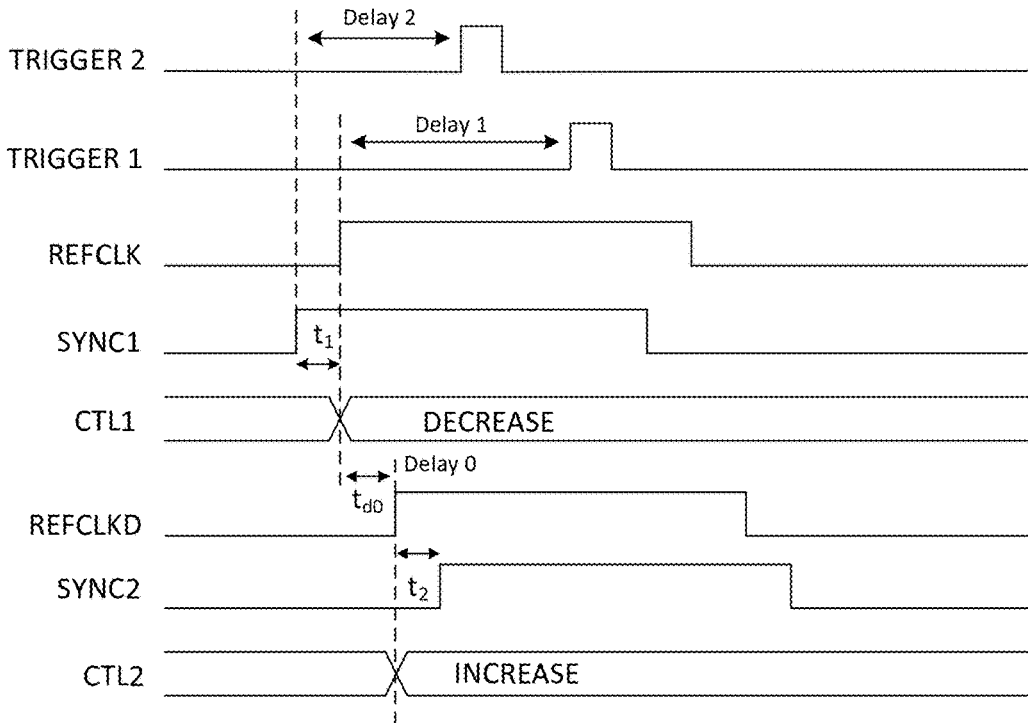 Delay 2
TRIGGER 2
Delay 1
TRIGGER 1
REFCLK
SYNC1
t1
CTL1
DECREASE
Delay 0
td0
REFCLKD
SYNC2
t2
CTL2
INCREASE